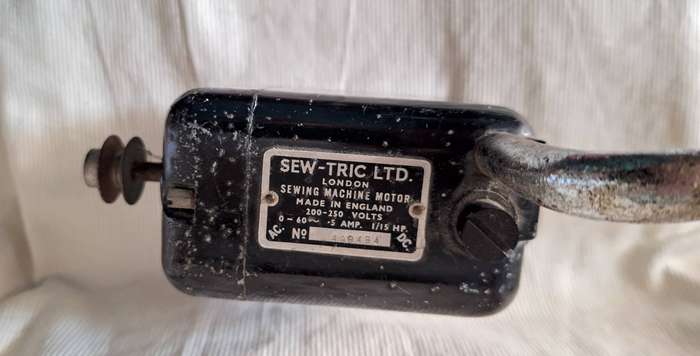 SEW-TRIC LTD.
LONDON
SEWING MACHINE MOTOR
MADE IN ENGLAND
200-250 VOLTS
0-60~ ·5 AMP. 1/15 HP.
AC. Nº DC.